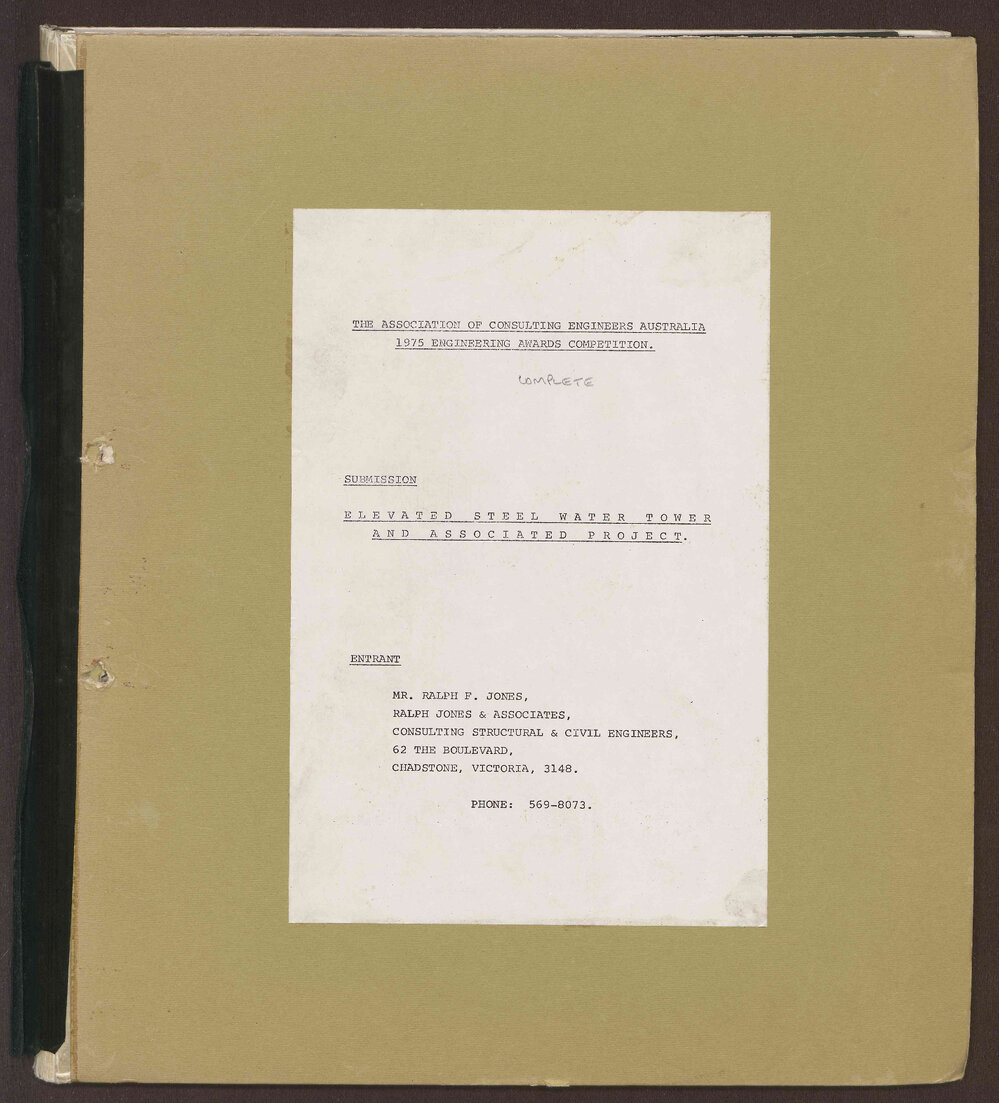 THE ASSOCIATION OF CONSULTING ENGINEERS AUSTRALIA
1975 ENGINEERING AWARDS COMPETITION.
COMPLETE
SUBMISSION
ELEVATED STEEL WATER TOWER
AND ASSOCIATED PROJECT.
ENTRANT
MR. RALPH F. JONES,
RALPH JONES & ASSOCIATES,
CONSULTING STRUCTURAL & CIVIL ENGINEERS,
62 THE BOULEVARD,
CHADSTONE, VICTORIA, 3148.
PHONE: 569-8073.